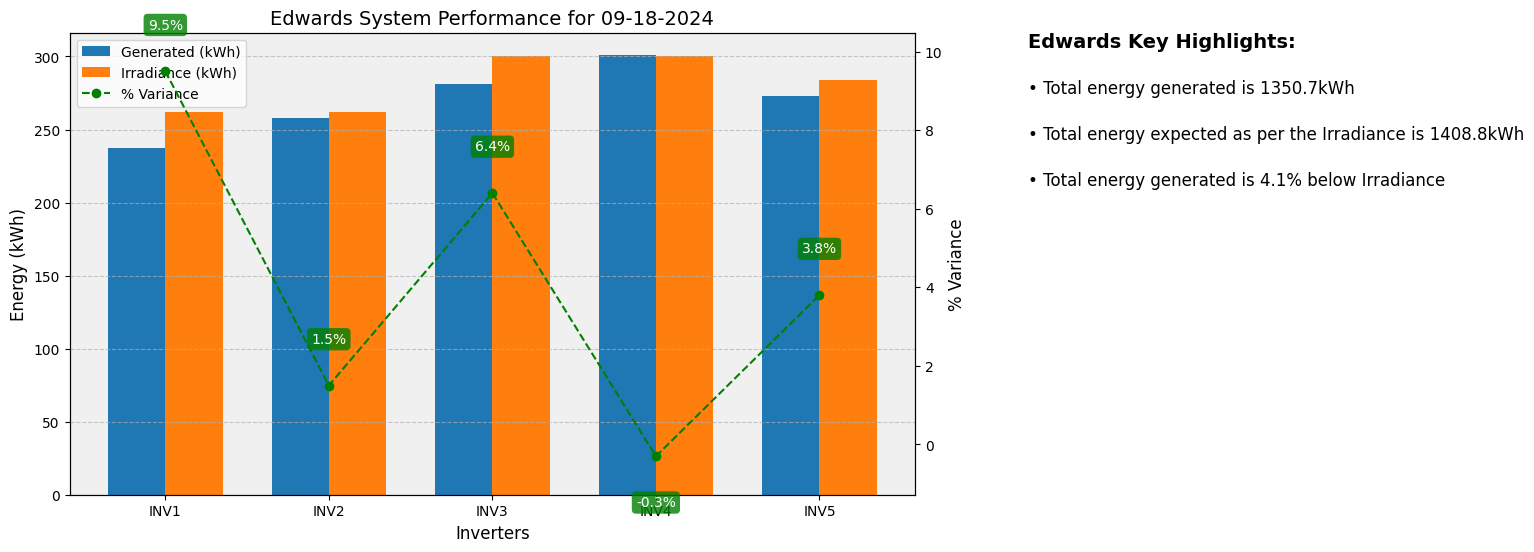 Edwards System Performance for 09-18-2024
9.5%
Generated (kWh)
Irradiance (kWh)
% Variance
300
250
200
150
100
50
0
Energy (kWh)
1.5%
6.4%
-0.3%
3.8%
10
8
6
4
2
0
% Variance
INV1
INV2
INV3
INV4
INV5
Inverters
Edwards Key Highlights:
• Total energy generated is 1350.7kWh
• Total energy expected as per the Irradiance is 1408.8kWh
• Total energy generated is 4.1% below Irradiance